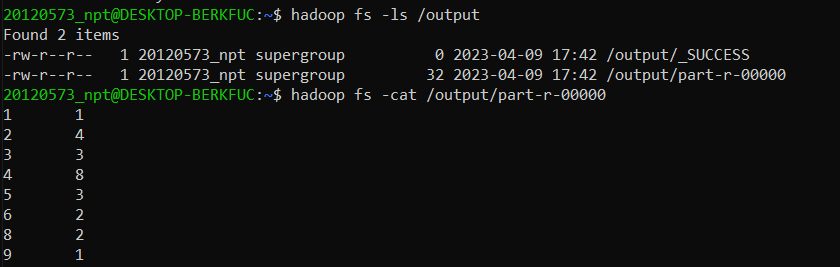 20120573_npt@DESKTOP-BERKFUC:~$ hadoop fs -ls /output
Found 2 items
-rw-r--r--   1 20120573_npt supergroup          0 2023-04-09 17:42 /output/_SUCCESS
-rw-r--r--   1 20120573_npt supergroup         32 2023-04-09 17:42 /output/part-r-00000
20120573_npt@DESKTOP-BERKFUC:~$ hadoop fs -cat /output/part-r-00000
1       1
2       4
3       3
4       8
5       3
6       2
8       2
9       1